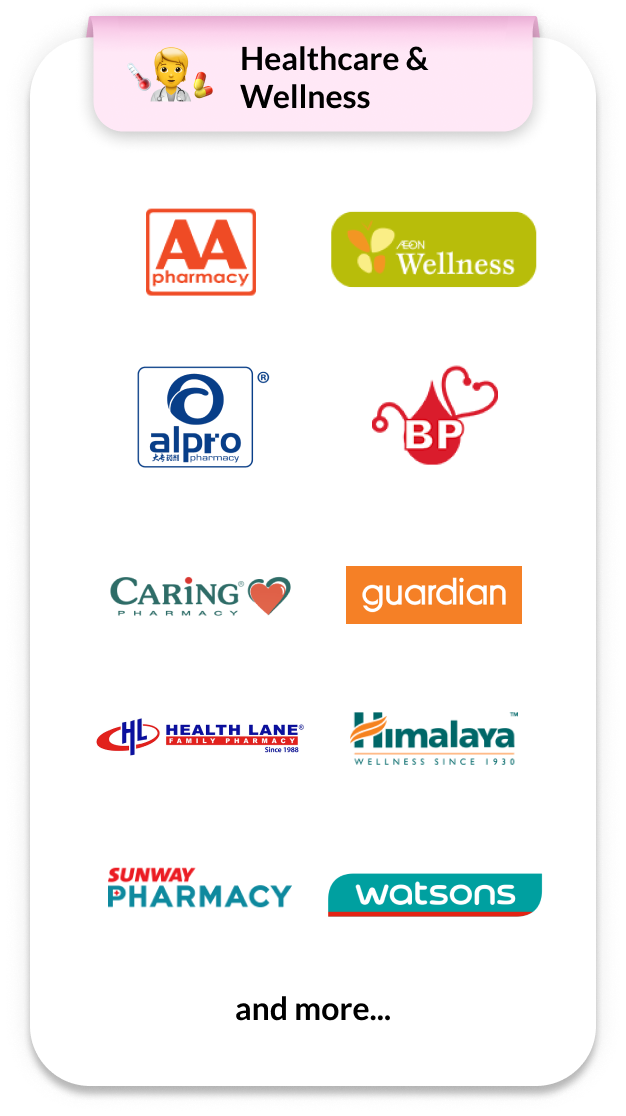 Healthcare &
Wellness
AA
pharmacy
ÆON
Wellness
alpro®
pharmacy
BP
CARiNG®
PHARMACY
guardian
HL
HEALTH LANE®
FAMILY PHARMACY
Since 1988
Himalaya™
WELLNESS SINCE 1930
SUNWAY
PHARMACY
watsons
and more...